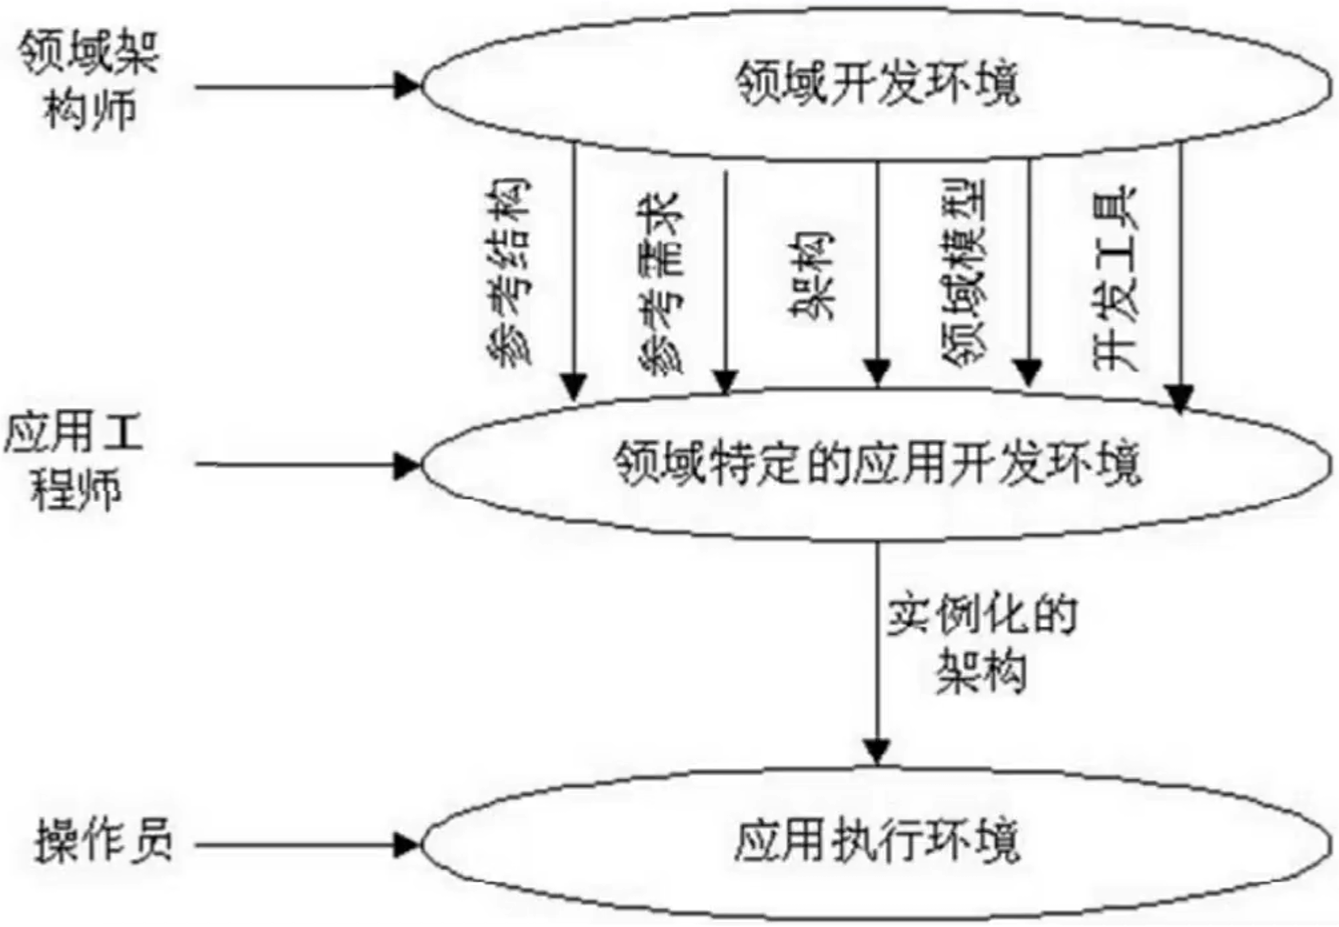 领域架
构师
领域开发环境
参考结构
参考需求
架构
领域模型
开发工具
应用工
程师
领域特定的应用开发环境
实例化的
架构
操作员
应用执行环境